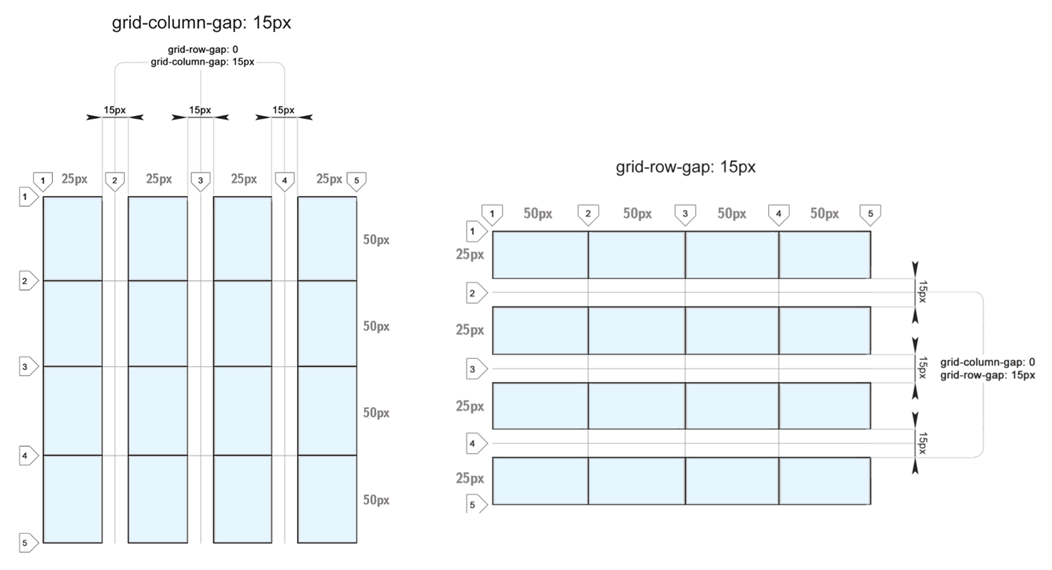 grid-column-gap: 15px
grid-row-gap: 0
grid-column-gap: 15px
15px 15px 15px
1 25px 2 25px 3 25px 4 25px 5
1
50px
2
50px
3
50px
4
50px
5
grid-row-gap: 15px
1 50px 2 50px 3 50px 4 50px 5
1
25px
2
15px
25px
3
15px
grid-column-gap: 0
grid-row-gap: 15px
25px
4
15px
25px
5